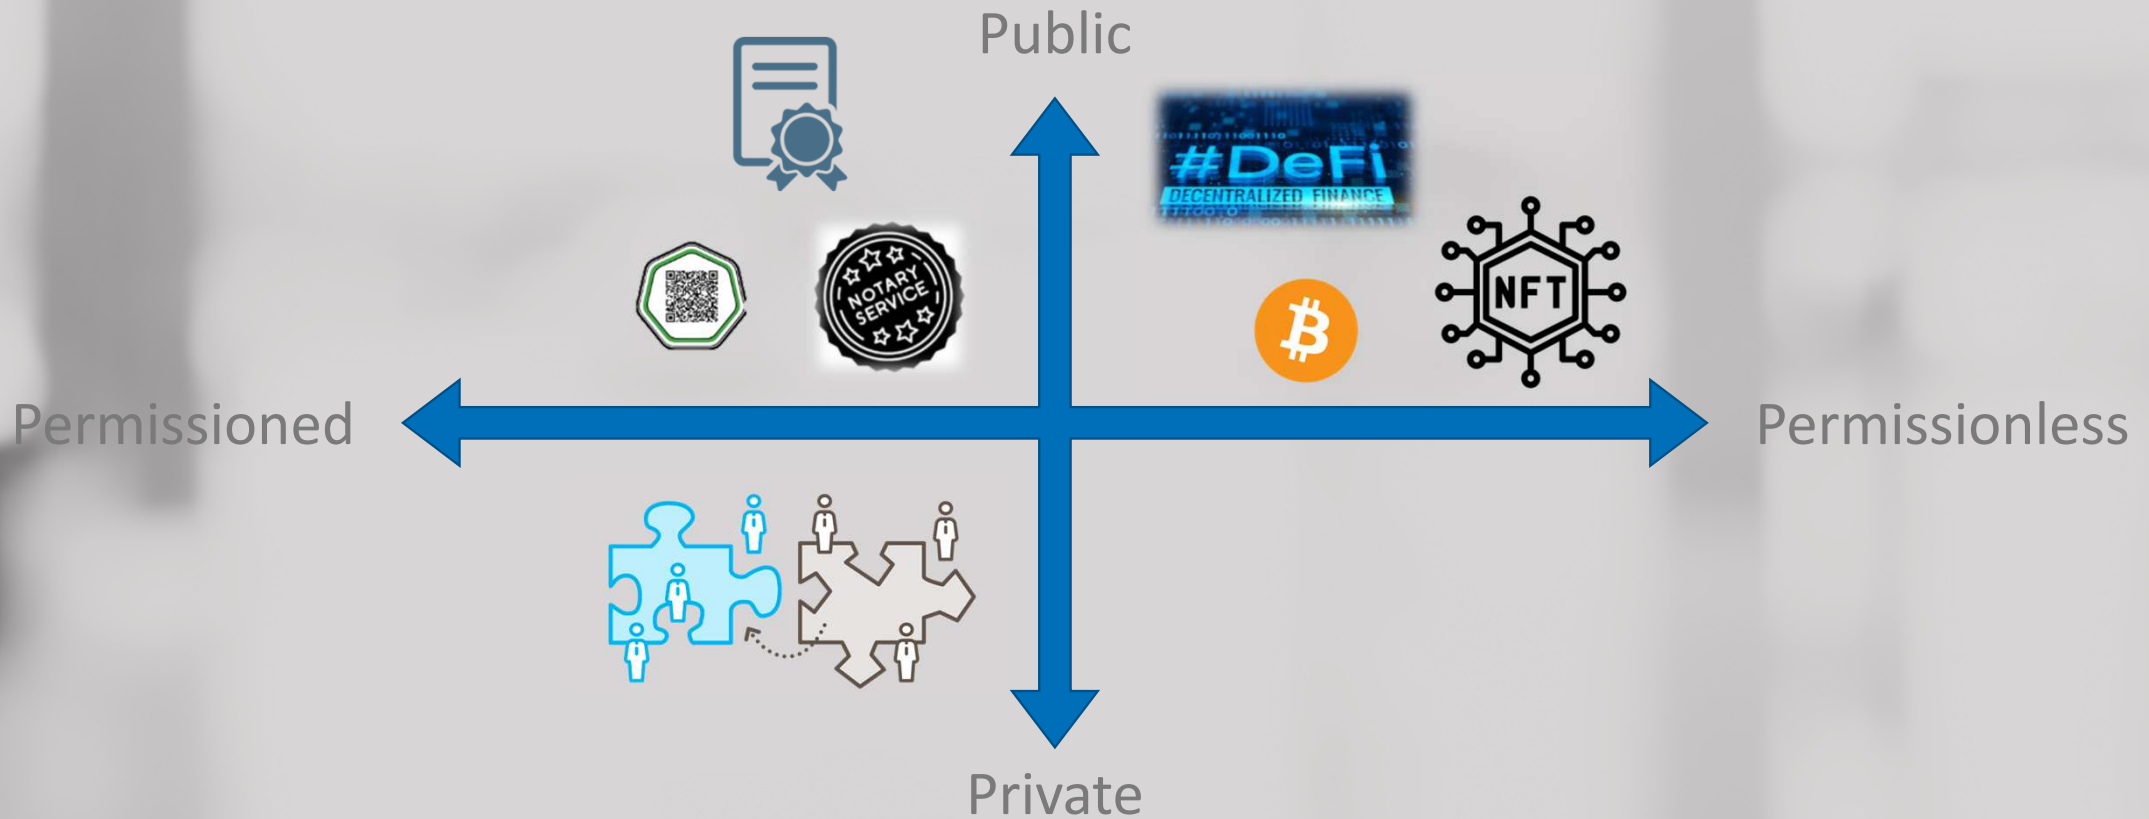 Public
#DeFi
DECENTRALIZED FINANCE
NOTARY
SERVICE
NFT
Permissioned
Permissionless
Private